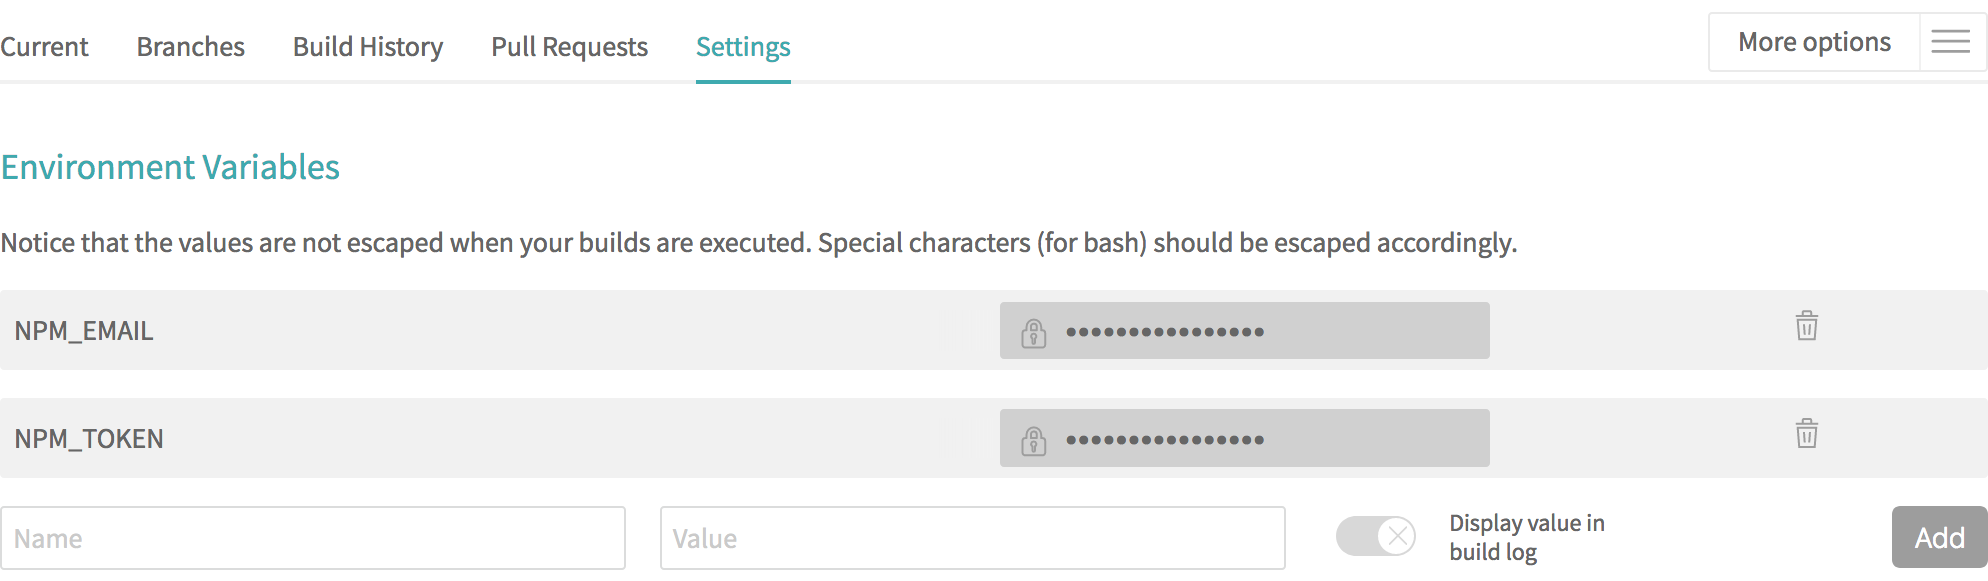 Current Branches Build History Pull Requests Settings More options
Environment Variables
Notice that the values are not escaped when your builds are executed. Special characters (for bash) should be escaped accordingly.
NPM_EMAIL ••••••••••••••••
NPM_TOKEN ••••••••••••••••
Name Value Display value in
build log
Add